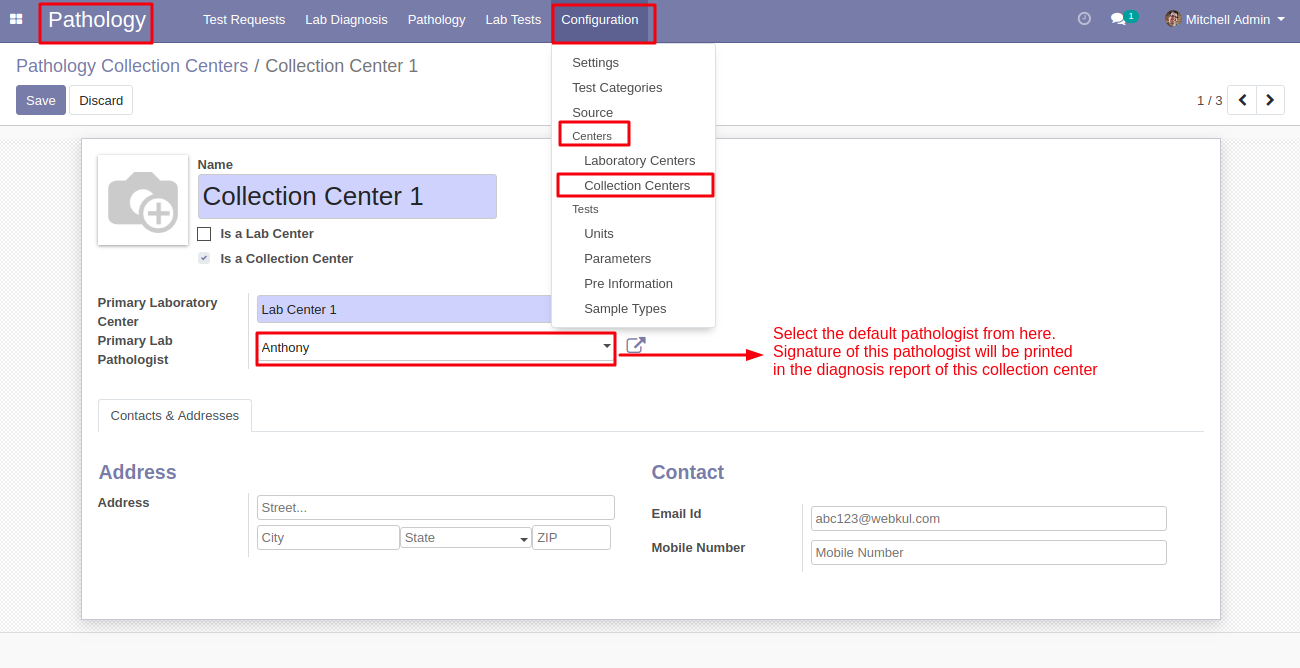 Pathology Test Requests Lab Diagnosis Pathology Lab Tests Configuration 1 Mitchell Admin
Pathology Collection Centers / Collection Center 1
Save Discard
1 / 3
Settings
Test Categories
Source
Centers
Laboratory Centers
Collection Centers
Tests
Units
Parameters
Pre Information
Sample Types
Name
Collection Center 1
Is a Lab Center
Is a Collection Center
Primary Laboratory
Center
Lab Center 1
Primary Lab
Pathologist
Anthony
Select the default pathologist from here.
Signature of this pathologist will be printed
in the diagnosis report of this collection center
Contacts & Addresses
Address
Address
Street...
City State ZIP
Contact
Email Id abc123@webkul.com
Mobile Number Mobile Number